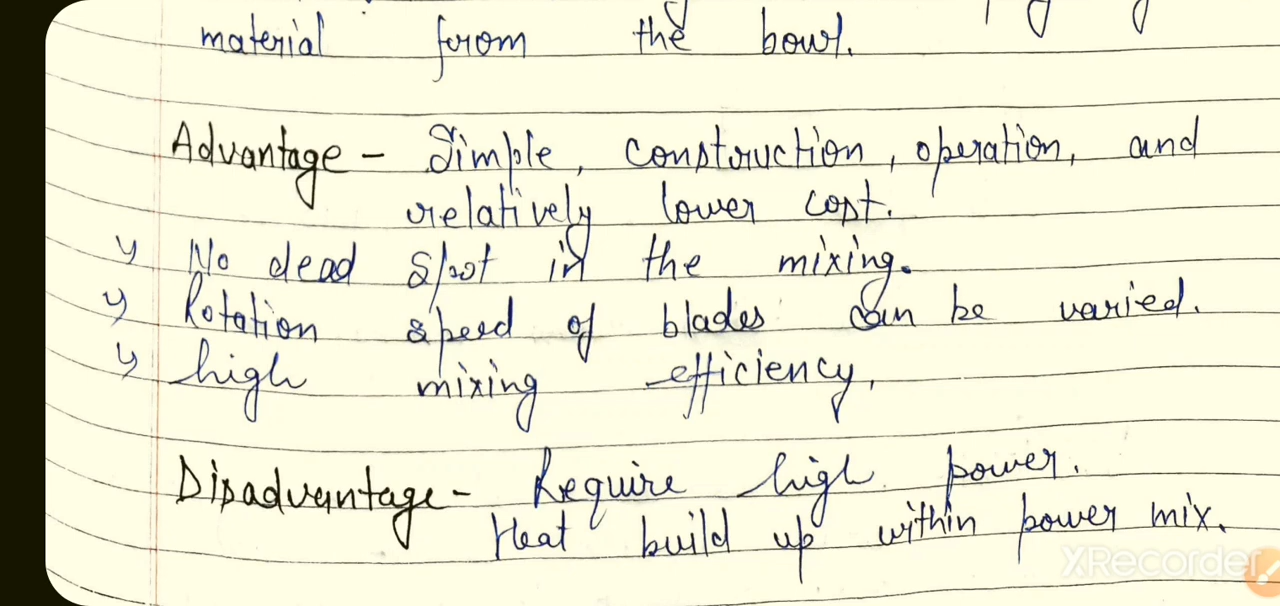 material from the bowl.
Advantage - Simple, construction, operation, and
relatively lower cost.
No dead spot in the mixing.
Rotation speed of blades can be varied.
high mixing efficiency,
Disadvantage - Require high power.
Heat build up within power mix.
XRecorder